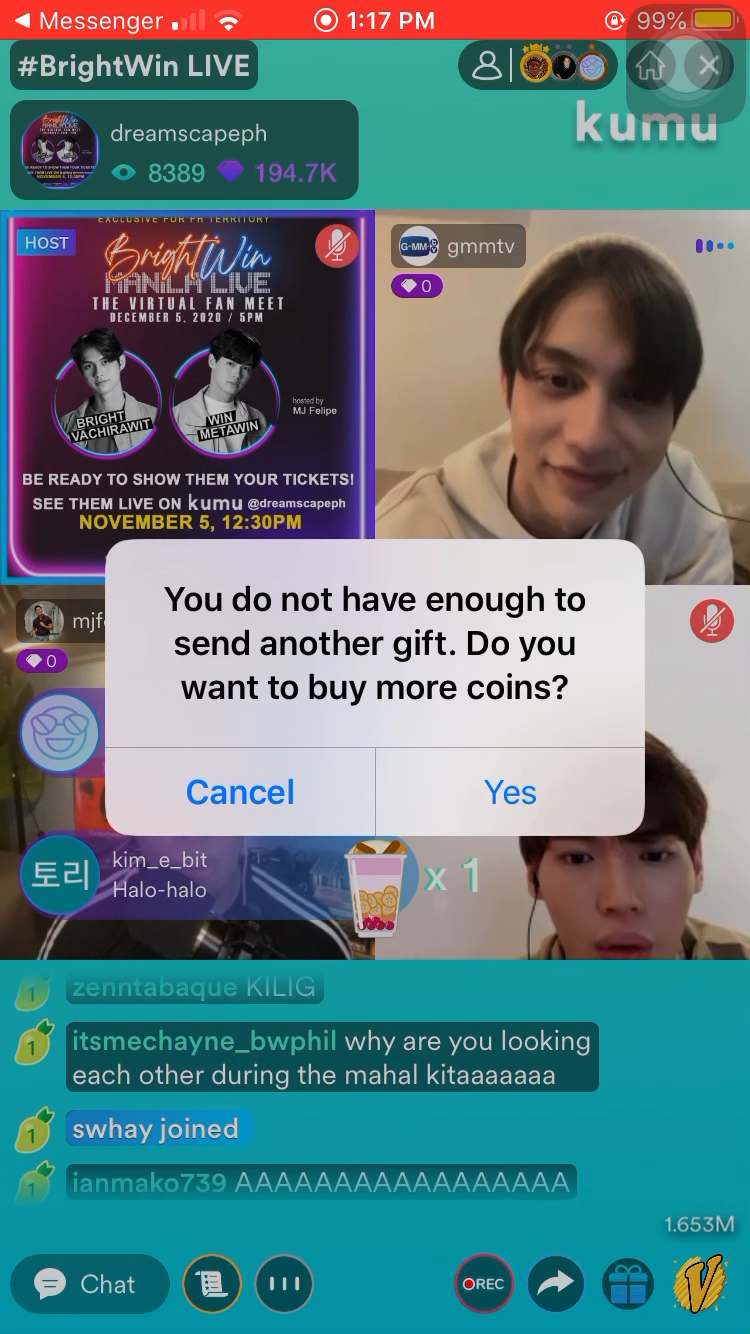 Messenger
1:17 PM
99%
#BrightWin LIVE
dreamscapeph
8389
194.7K
kumu
EXCLUSIVE FOR PH TERRITORY
HOST
BrightWin
MANILA LIVE
THE VIRTUAL FAN MEET
DECEMBER 5, 2020 / 5PM
BRIGHT
VACHIRAWIT
WIN
METAWIN
hosted by
MJ Felipe
BE READY TO SHOW THEM YOUR TICKETS!
SEE THEM LIVE ON kumu @dreamscapeph
NOVEMBER 5, 12:30PM
gmmtv
0
mjf
0
You do not have enough to
send another gift. Do you
want to buy more coins?
Cancel
Yes
토리
kim_e_bit
Halo-halo
x 1
1
zenntabaque KILIG
1
itsmechayne_bwphil why are you looking
each other during the mahal kitaaaaaaa
1
swhay joined
1
ianmako739 AAAAAAAAAAAAAAAAA
1.653M
Chat
REC
V